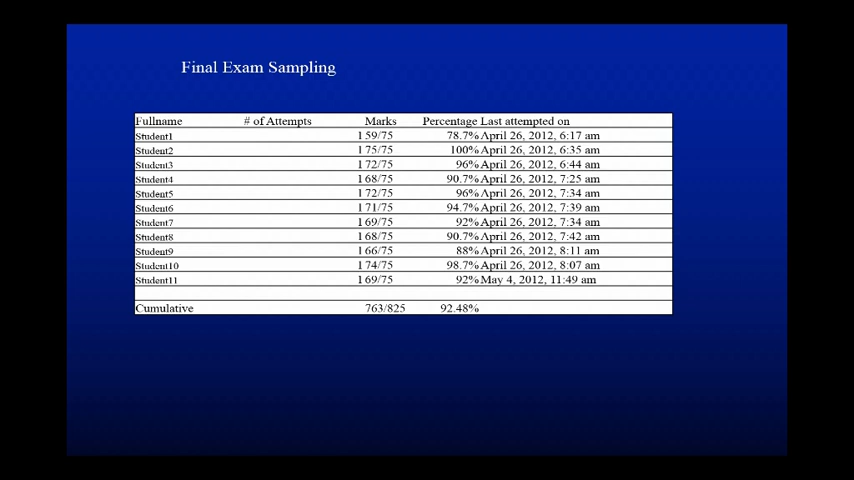 Final Exam Sampling
Fullname # of Attempts Marks Percentage Last attempted on
Student1 1 59/75 78.7% April 26, 2012, 6:17 am
Student2 1 75/75 100% April 26, 2012, 6:35 am
Student3 1 72/75 96% April 26, 2012, 6:44 am
Student4 1 68/75 90.7% April 26, 2012, 7:25 am
Student5 1 72/75 96% April 26, 2012, 7:34 am
Student6 1 71/75 94.7% April 26, 2012, 7:39 am
Student7 1 69/75 92% April 26, 2012, 7:34 am
Student8 1 68/75 90.7% April 26, 2012, 7:42 am
Student9 1 66/75 88% April 26, 2012, 8:11 am
Student10 1 74/75 98.7% April 26, 2012, 8:07 am
Student11 1 69/75 92% May 4, 2012, 11:49 am
Cumulative 763/825 92.48%